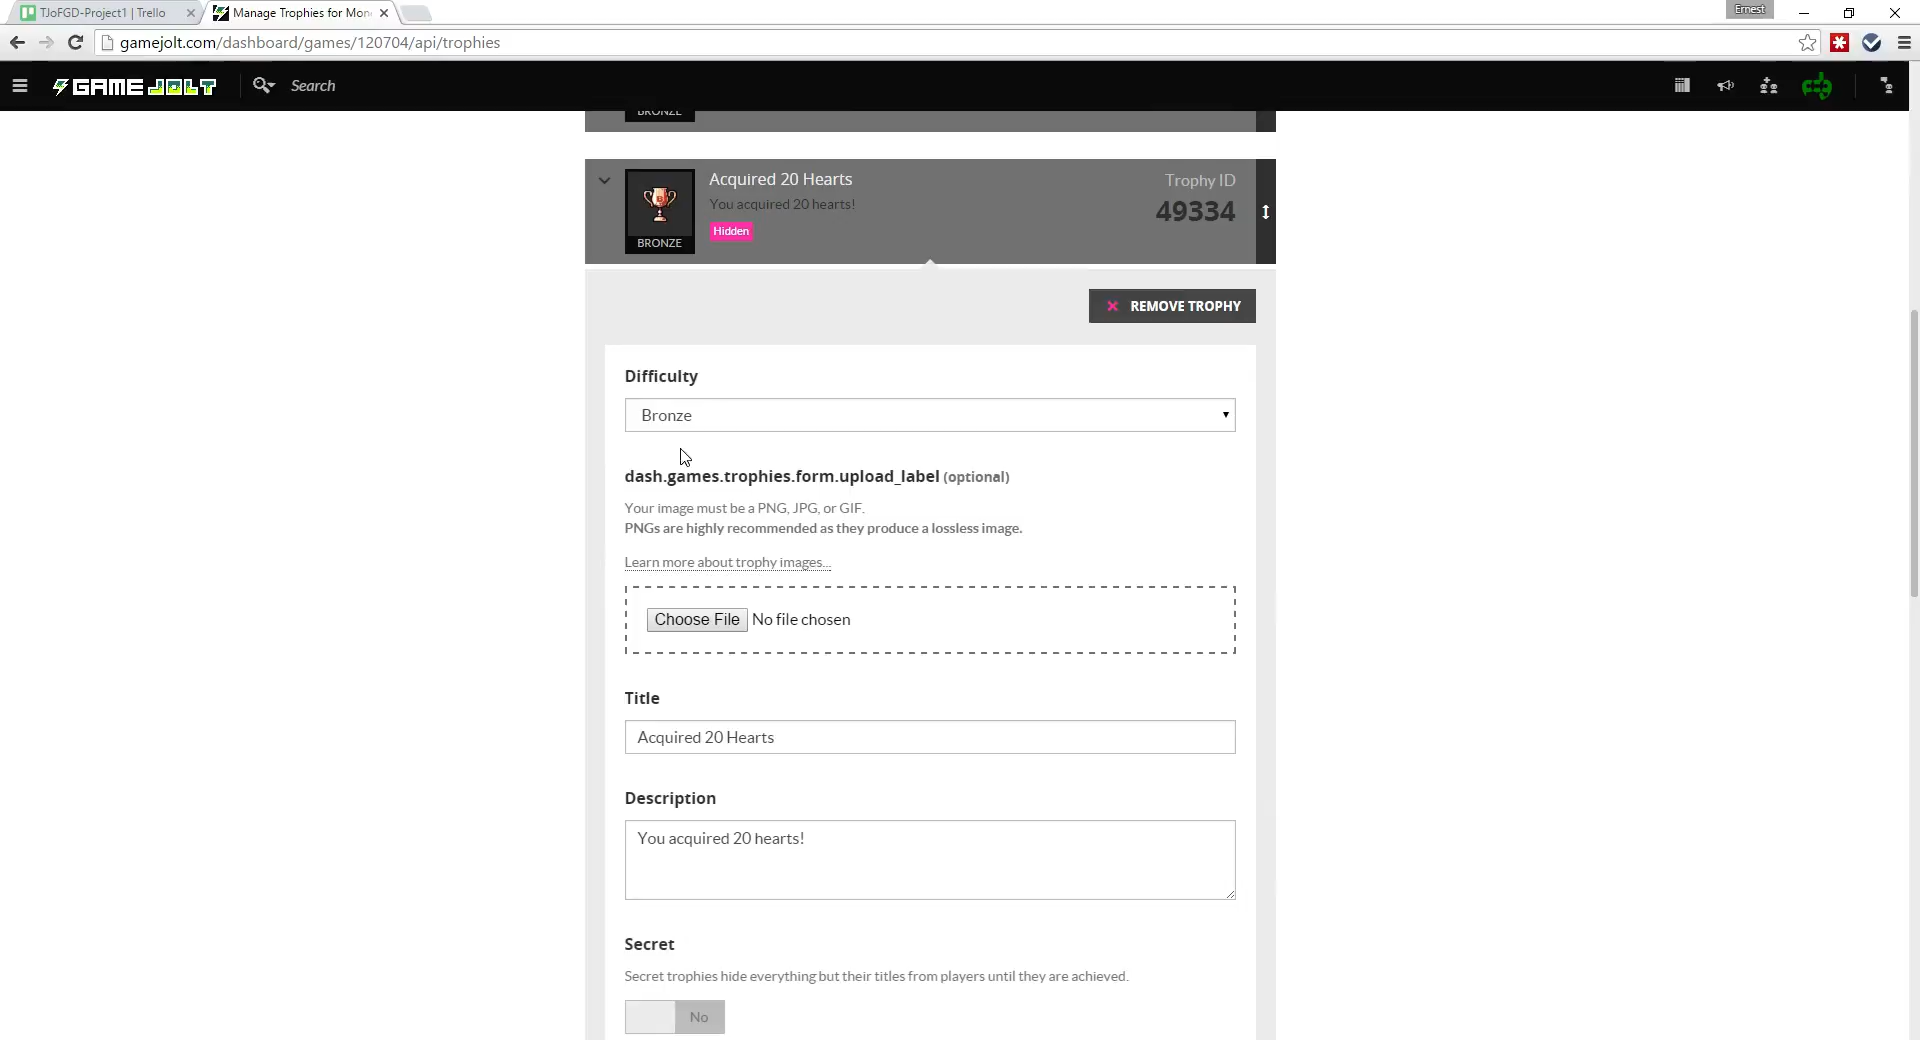 TJoFGD-Project1 | Trello
Manage Trophies for Mon
Ernest
gamejolt.com/dashboard/games/120704/api/trophies
GAME JOLT
Search
BRONZE
Acquired 20 Hearts
Trophy ID
You acquired 20 hearts!
49334
Hidden
BRONZE
REMOVE TROPHY
Difficulty
Bronze
dash.games.trophies.form.upload_label (optional)
Your image must be a PNG, JPG, or GIF.
PNGs are highly recommended as they produce a lossless image.
Learn more about trophy images...
Choose File No file chosen
Title
Acquired 20 Hearts
Description
You acquired 20 hearts!
Secret
Secret trophies hide everything but their titles from players until they are achieved.
No